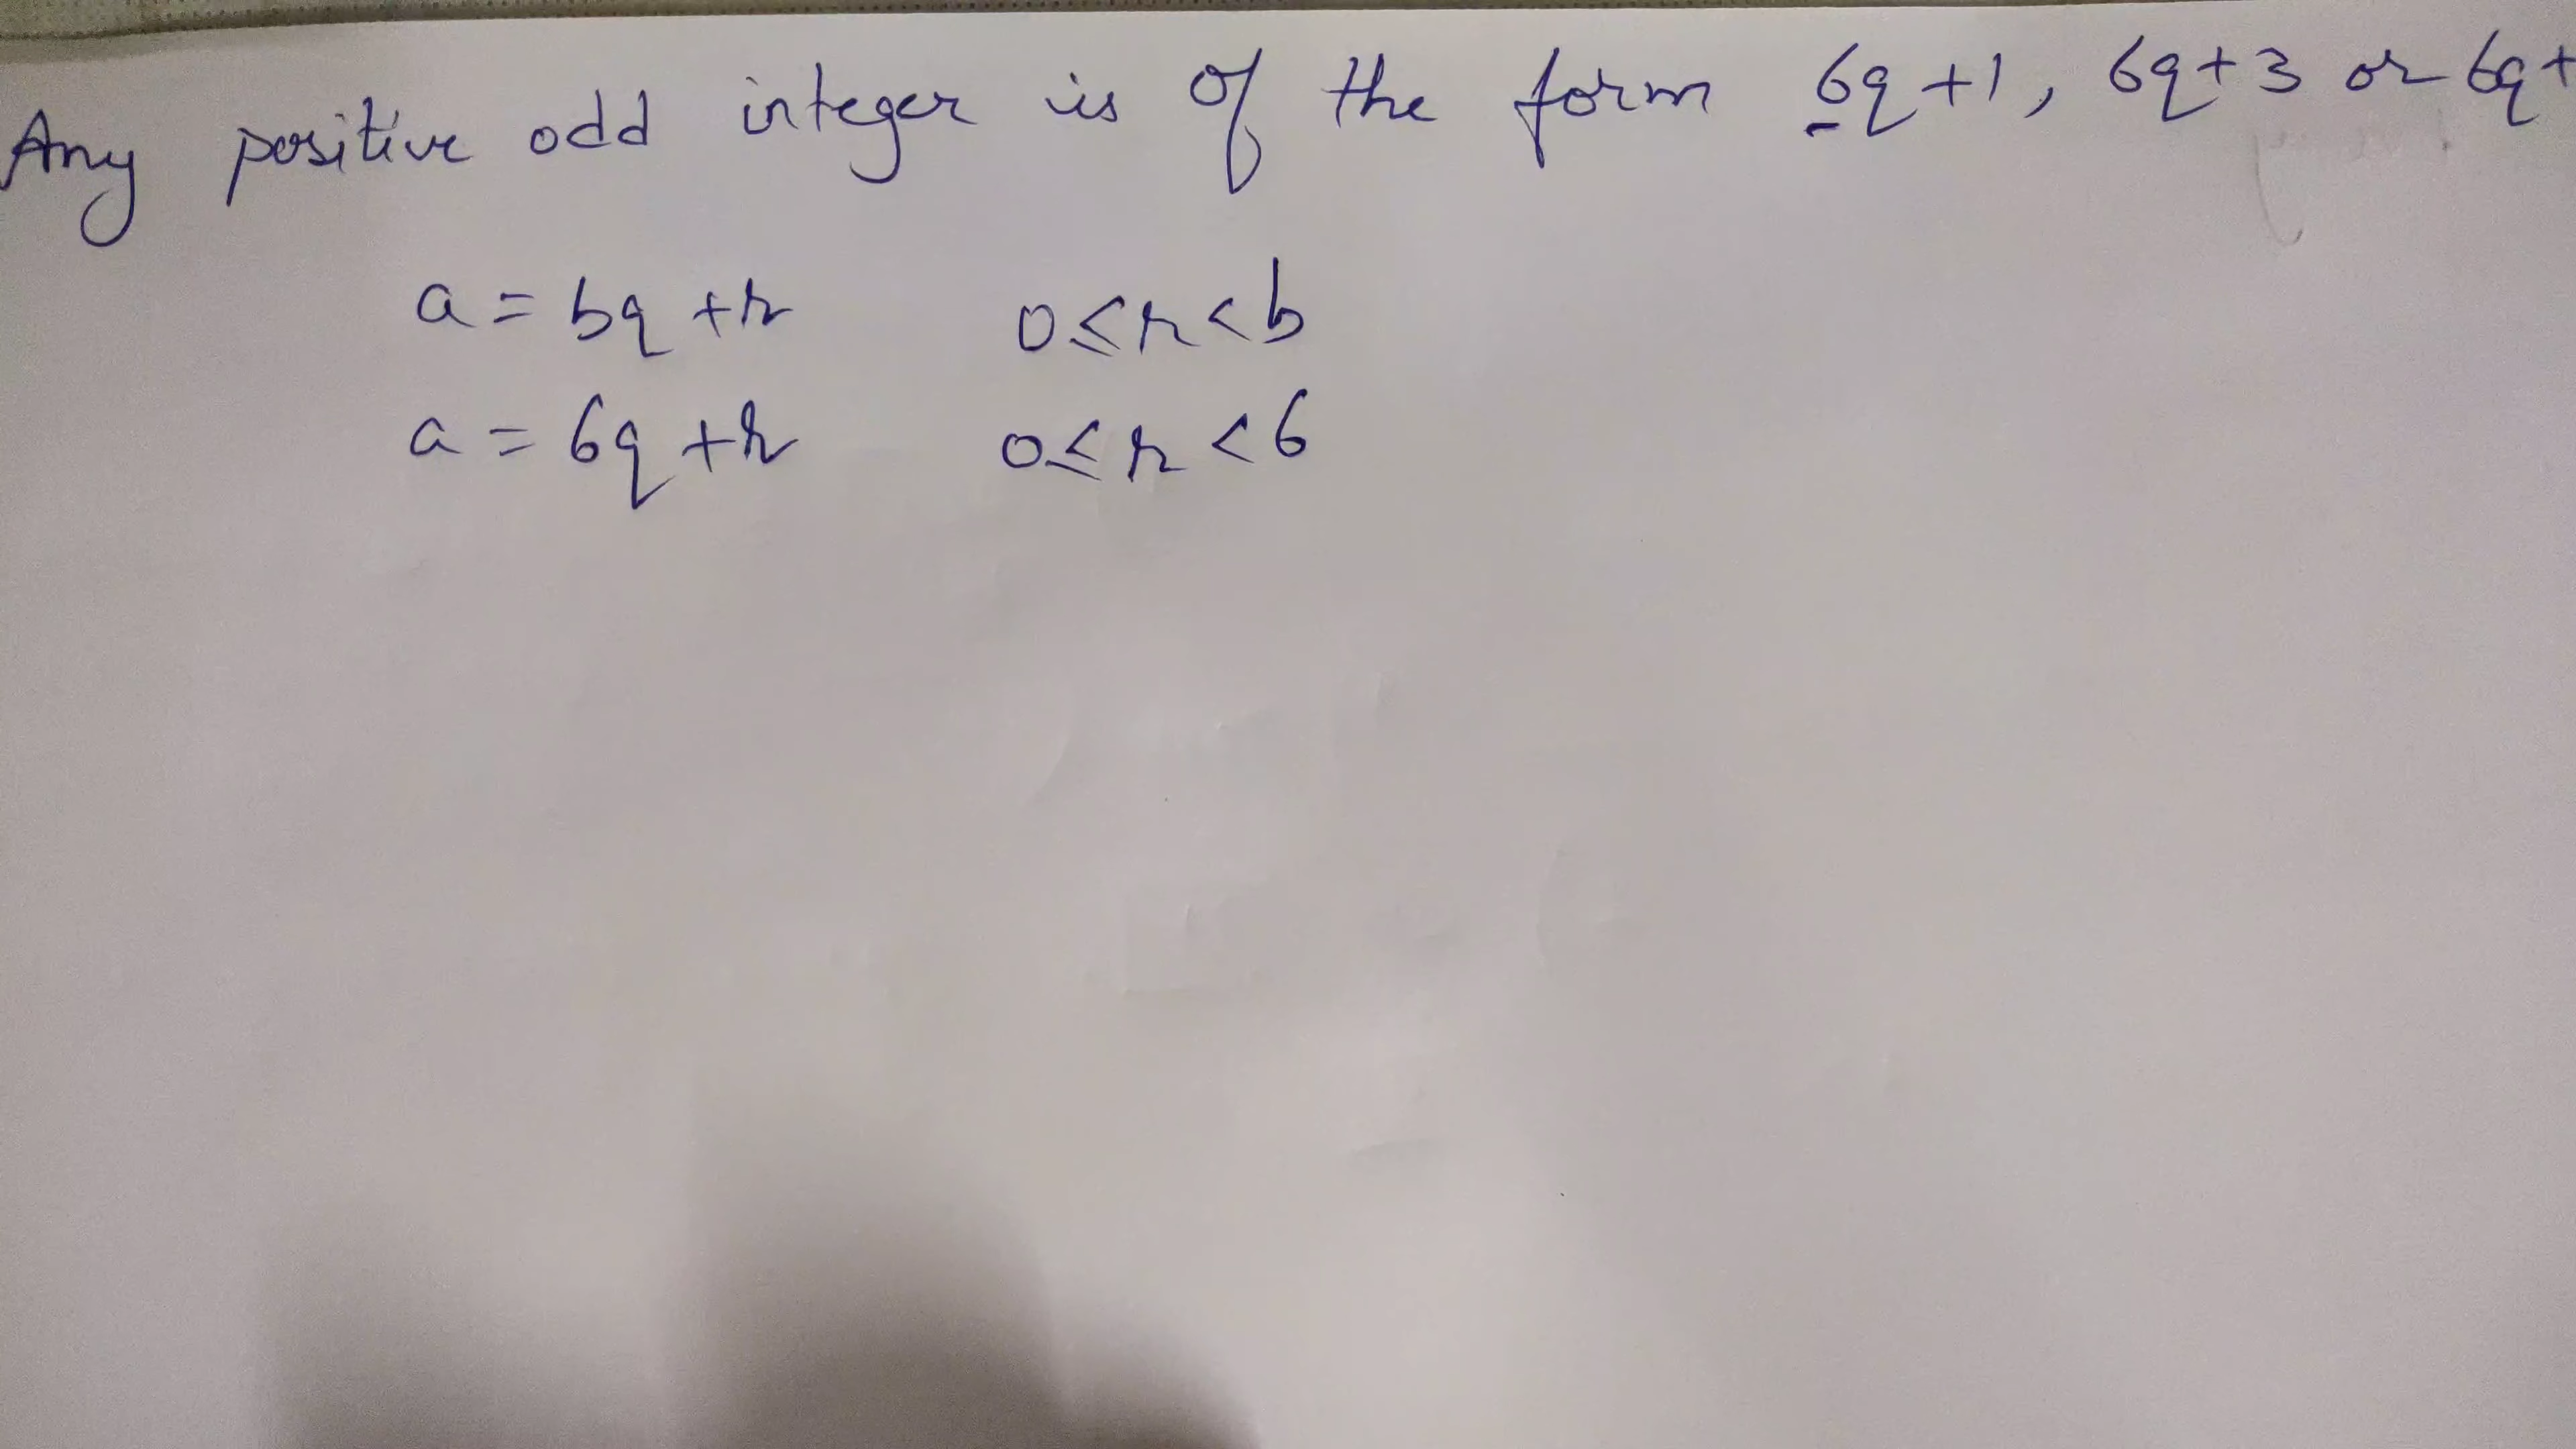 Any positive odd integer is of the form 6q+1, 6q+3 or 6q+
a = bq + r 0≤r<b
a = 6q + r 0≤r<6